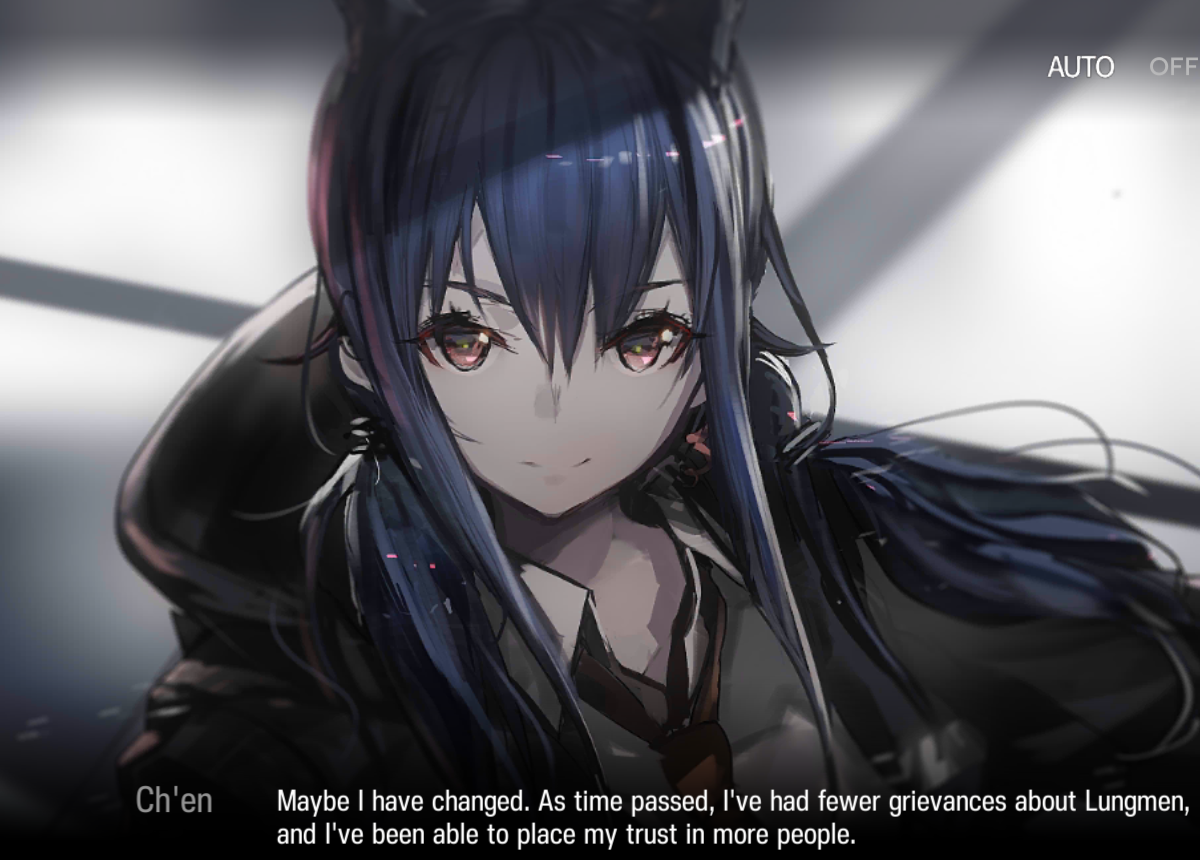 AUTO OFF
Ch'en Maybe I have changed. As time passed, I've had fewer grievances about Lungmen,
and I've been able to place my trust in more people.